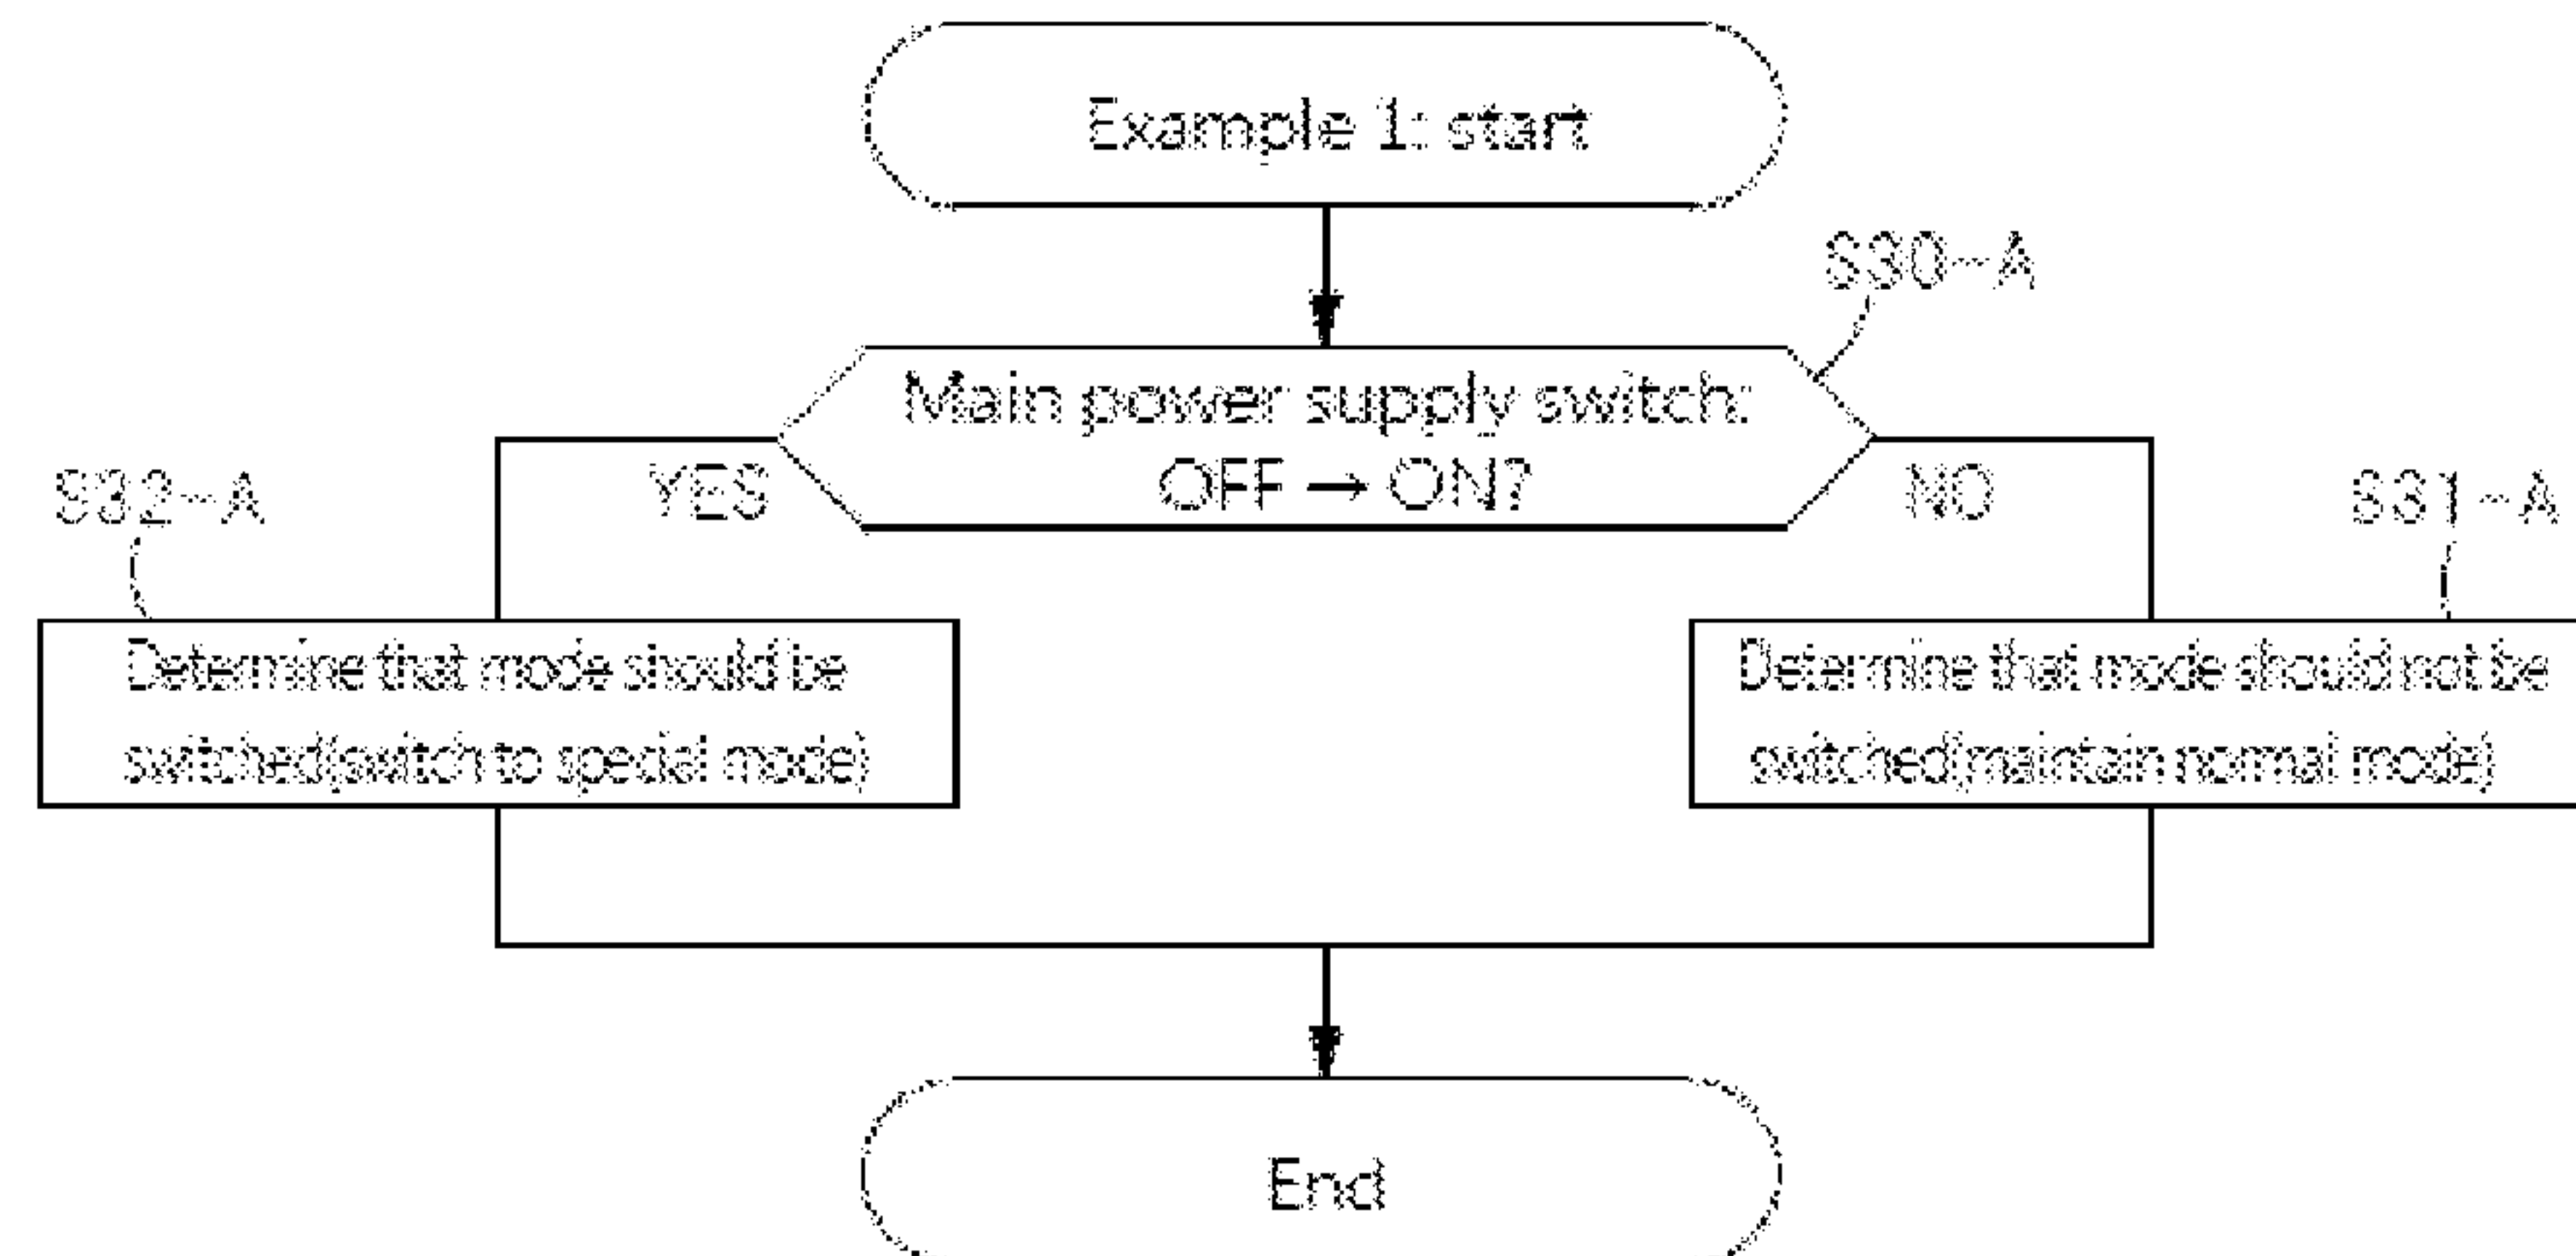 Example 1: start
S30-A
Main power supply switch:
OFF → ON?
YES
NO
S32-A
S31-A
Determine that mode should be
switched(switch to special mode)
Determine that mode should not be
switched(maintain normal mode)
End